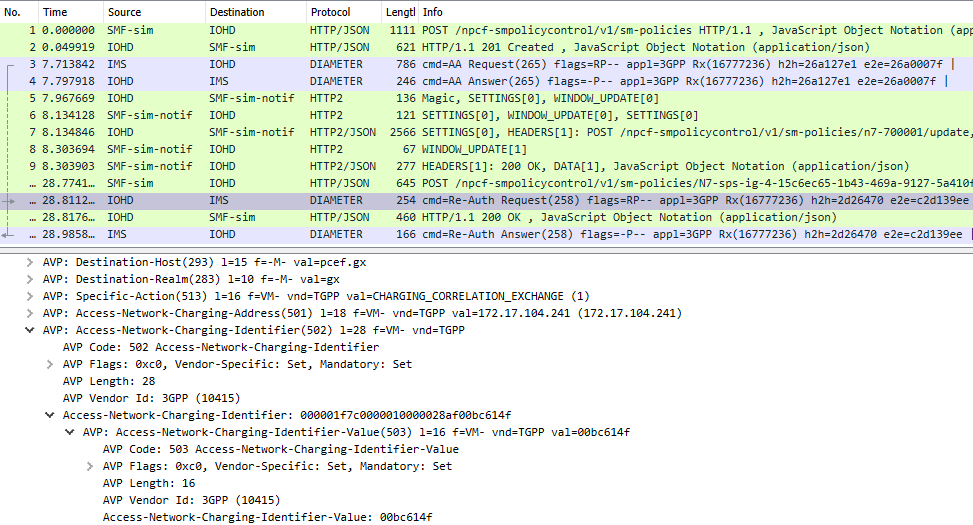 No. Time Source Destination Protocol Lengtl Info
1 0.000000 SMF-sim IOHD HTTP/JSON 1111 POST /npcf-smpolicycontrol/v1/sm-policies HTTP/1.1 , JavaScript Object Notation (app
2 0.049919 IOHD SMF-sim HTTP/JSON 621 HTTP/1.1 201 Created , JavaScript Object Notation (application/json)
3 7.713842 IMS IOHD DIAMETER 786 cmd=AA Request(265) flags=RP-- appl=3GPP Rx(16777236) h2h=26a127e1 e2e=26a0007f |
4 7.797918 IOHD IMS DIAMETER 246 cmd=AA Answer(265) flags=-P-- appl=3GPP Rx(16777236) h2h=26a127e1 e2e=26a0007f |
5 7.967669 IOHD SMF-sim-notif HTTP2 136 Magic, SETTINGS[0], WINDOW_UPDATE[0]
6 8.134128 SMF-sim-notif IOHD HTTP2 121 SETTINGS[0], WINDOW_UPDATE[0], SETTINGS[0]
7 8.134846 IOHD SMF-sim-notif HTTP2/JSON 2566 SETTINGS[0], HEADERS[1]: POST /npcf-smpolicycontrol/v1/sm-policies/n7-700001/update,
8 8.303694 SMF-sim-notif IOHD HTTP2 67 WINDOW_UPDATE[1]
9 8.303903 SMF-sim-notif IOHD HTTP2/JSON 277 HEADERS[1]: 200 OK, DATA[1], JavaScript Object Notation (application/json)
… 28.7741… SMF-sim IOHD HTTP/JSON 645 POST /npcf-smpolicycontrol/v1/sm-policies/N7-sps-ig-4-15c6ec65-1b43-469a-9127-5a410f
… 28.8112… IOHD IMS DIAMETER 254 cmd=Re-Auth Request(258) flags=RP-- appl=3GPP Rx(16777236) h2h=2d26470 e2e=c2d139ee
… 28.8176… IOHD SMF-sim HTTP/JSON 460 HTTP/1.1 200 OK , JavaScript Object Notation (application/json)
… 28.9858… IMS IOHD DIAMETER 166 cmd=Re-Auth Answer(258) flags=-P-- appl=3GPP Rx(16777236) h2h=2d26470 e2e=c2d139ee |
AVP: Destination-Host(293) l=15 f=-M- val=pcef.gx
AVP: Destination-Realm(283) l=10 f=-M- val=gx
AVP: Specific-Action(513) l=16 f=VM- vnd=TGPP val=CHARGING_CORRELATION_EXCHANGE (1)
AVP: Access-Network-Charging-Address(501) l=18 f=VM- vnd=TGPP val=172.17.104.241 (172.17.104.241)
AVP: Access-Network-Charging-Identifier(502) l=28 f=VM- vnd=TGPP
AVP Code: 502 Access-Network-Charging-Identifier
AVP Flags: 0xc0, Vendor-Specific: Set, Mandatory: Set
AVP Length: 28
AVP Vendor Id: 3GPP (10415)
Access-Network-Charging-Identifier: 000001f7c0000010000028af00bc614f
AVP: Access-Network-Charging-Identifier-Value(503) l=16 f=VM- vnd=TGPP val=00bc614f
AVP Code: 503 Access-Network-Charging-Identifier-Value
AVP Flags: 0xc0, Vendor-Specific: Set, Mandatory: Set
AVP Length: 16
AVP Vendor Id: 3GPP (10415)
Access-Network-Charging-Identifier-Value: 00bc614f